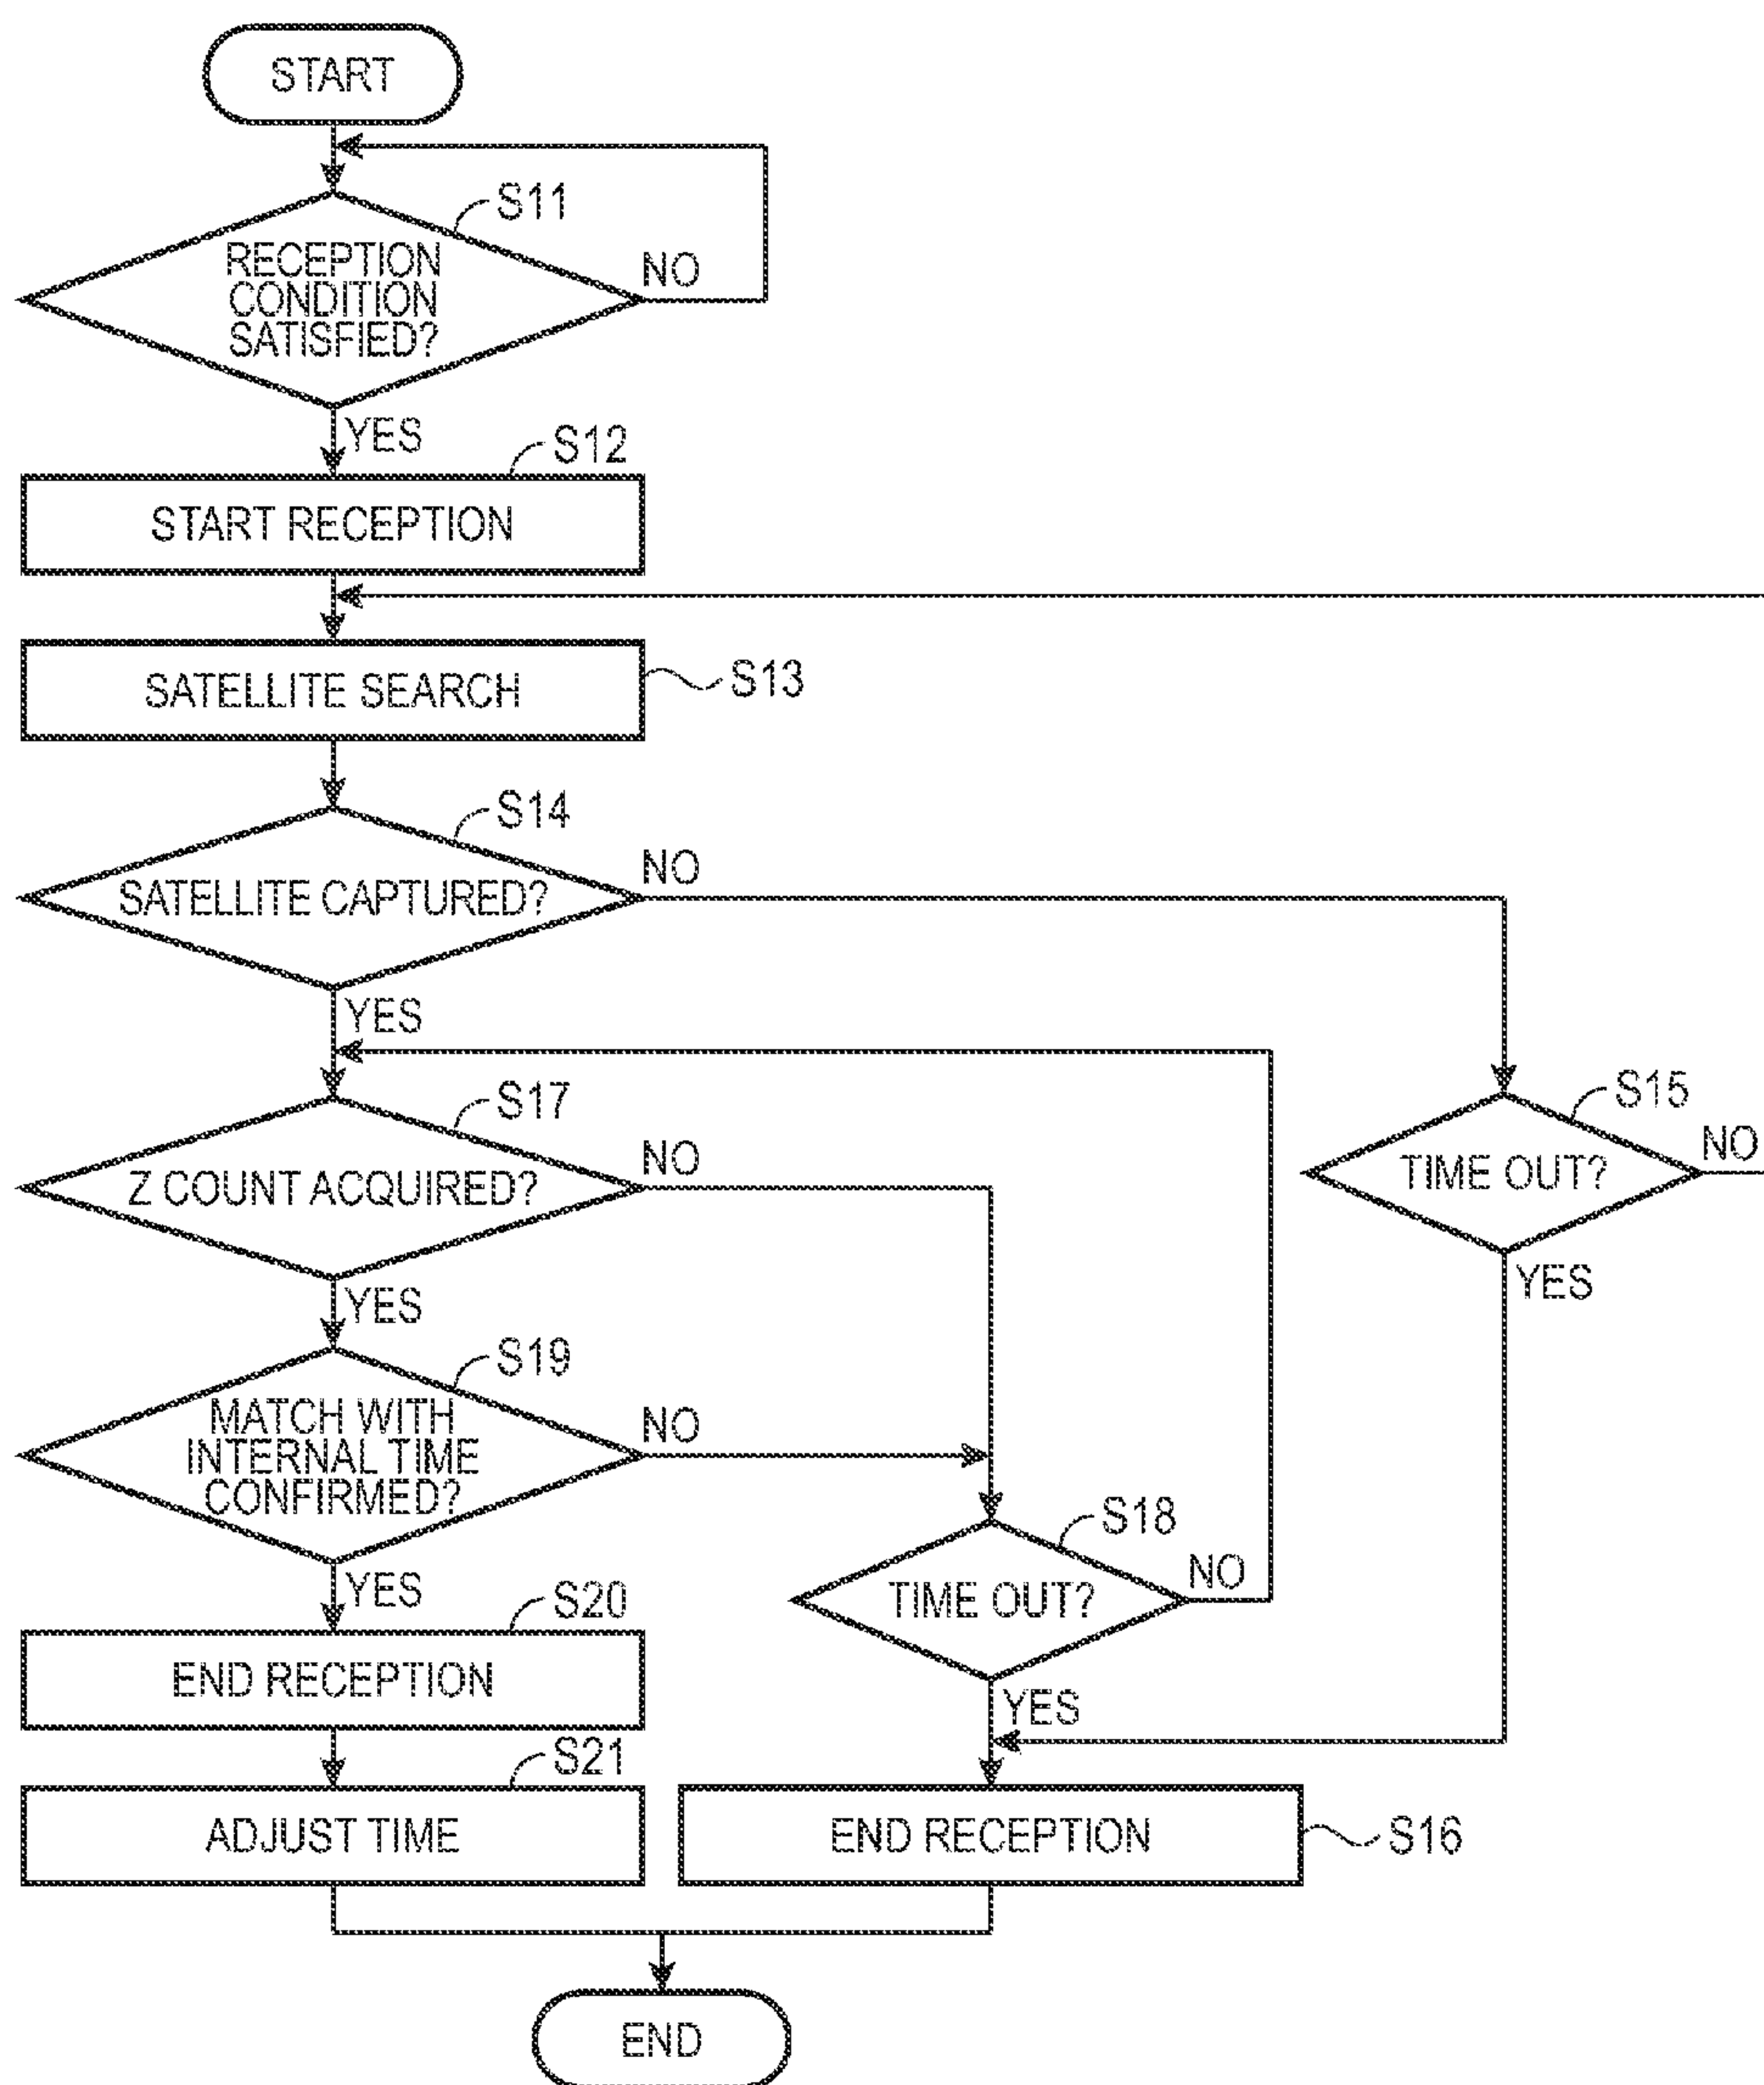 START
S11
RECEPTION
CONDITION
SATISFIED?
NO
YES
S12
START RECEPTION
SATELLITE SEARCH
S13
S14
SATELLITE CAPTURED?
NO
YES
S17
Z COUNT ACQUIRED?
NO
S15
TIME OUT?
NO
YES
YES
S19
MATCH WITH
INTERNAL TIME
CONFIRMED?
NO
S18
TIME OUT?
NO
YES
YES
S20
END RECEPTION
S21
ADJUST TIME
END RECEPTION
S16
END